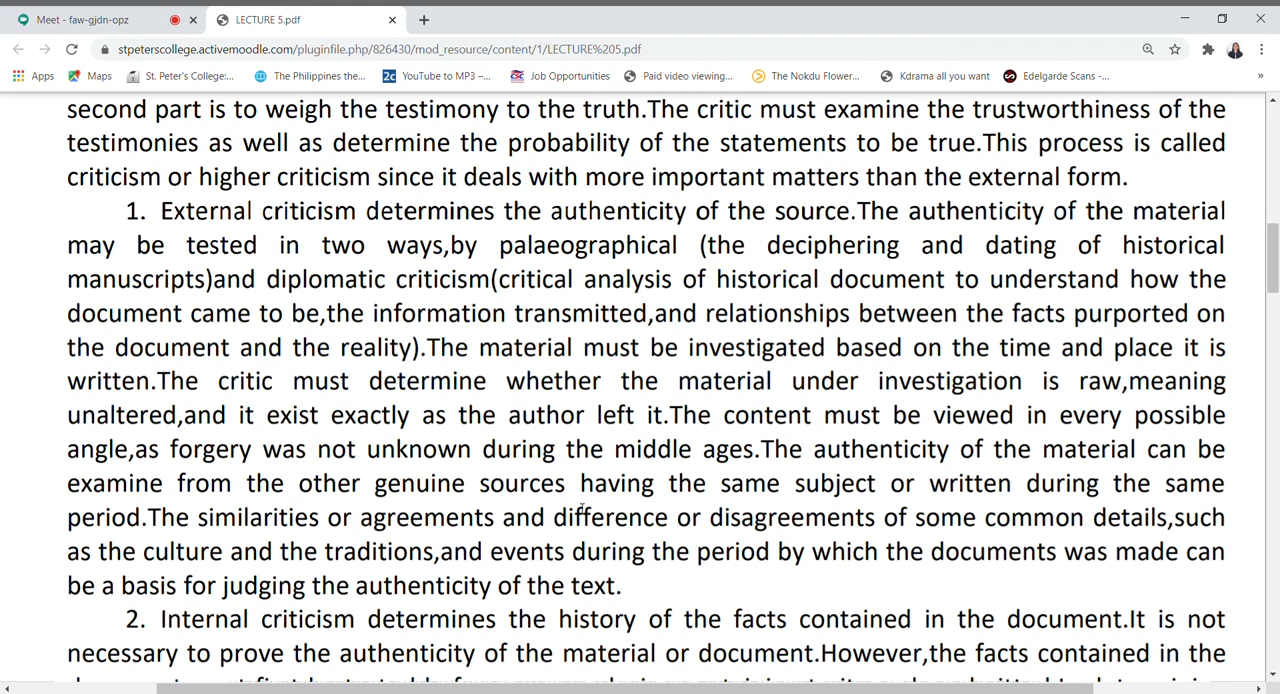 Meet - faw-gjdn-opz
LECTURE 5.pdf
stpeterscollege.activemoodle.com/pluginfile.php/826430/mod_resource/content/1/LECTURE%205.pdf
Apps Maps St. Peter's College:... The Philippines the... 2c YouTube to MP3 –... Job Opportunities Paid video viewing... The Nokdu Flower... Kdrama all you want Edelgarde Scans -... »
second part is to weigh the testimony to the truth.The critic must examine the trustworthiness of the
testimonies as well as determine the probability of the statements to be true.This process is called
criticism or higher criticism since it deals with more important matters than the external form.
1. External criticism determines the authenticity of the source.The authenticity of the material
may be tested in two ways,by palaeographical (the deciphering and dating of historical
manuscripts)and diplomatic criticism(critical analysis of historical document to understand how the
document came to be,the information transmitted,and relationships between the facts purported on
the document and the reality).The material must be investigated based on the time and place it is
written.The critic must determine whether the material under investigation is raw,meaning
unaltered,and it exist exactly as the author left it.The content must be viewed in every possible
angle,as forgery was not unknown during the middle ages.The authenticity of the material can be
examine from the other genuine sources having the same subject or written during the same
period.The similarities or agreements and difference or disagreements of some common details,such
as the culture and the traditions,and events during the period by which the documents was made can
be a basis for judging the authenticity of the text.
2. Internal criticism determines the history of the facts contained in the document.It is not
necessary to prove the authenticity of the material or document.However,the facts contained in the